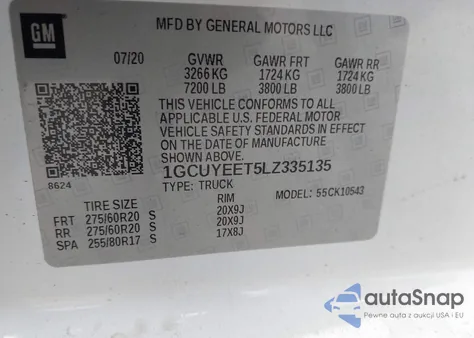 GM
MFD BY GENERAL MOTORS LLC
07/20 GVWR GAWR FRT GAWR RR
3266 KG 1724 KG 1724 KG
7200 LB 3800 LB 3800 LB
THIS VEHICLE CONFORMS TO ALL
APPLICABLE U.S. FEDERAL MOTOR
VEHICLE SAFETY STANDARDS IN EFFECT
ON THE DATE OF MANUFACTURE
SHOWN ABOVE.
1GCUYEET5LZ335135
8624
TYPE: TRUCK MODEL: 55CK10543
TIRE SIZE RIM
FRT 275/60R20 S 20X9J
RR 275/60R20 S 20X9J
SPA 255/80R17 S 17X8J
autoSnap
Pewne auta z USA i EU